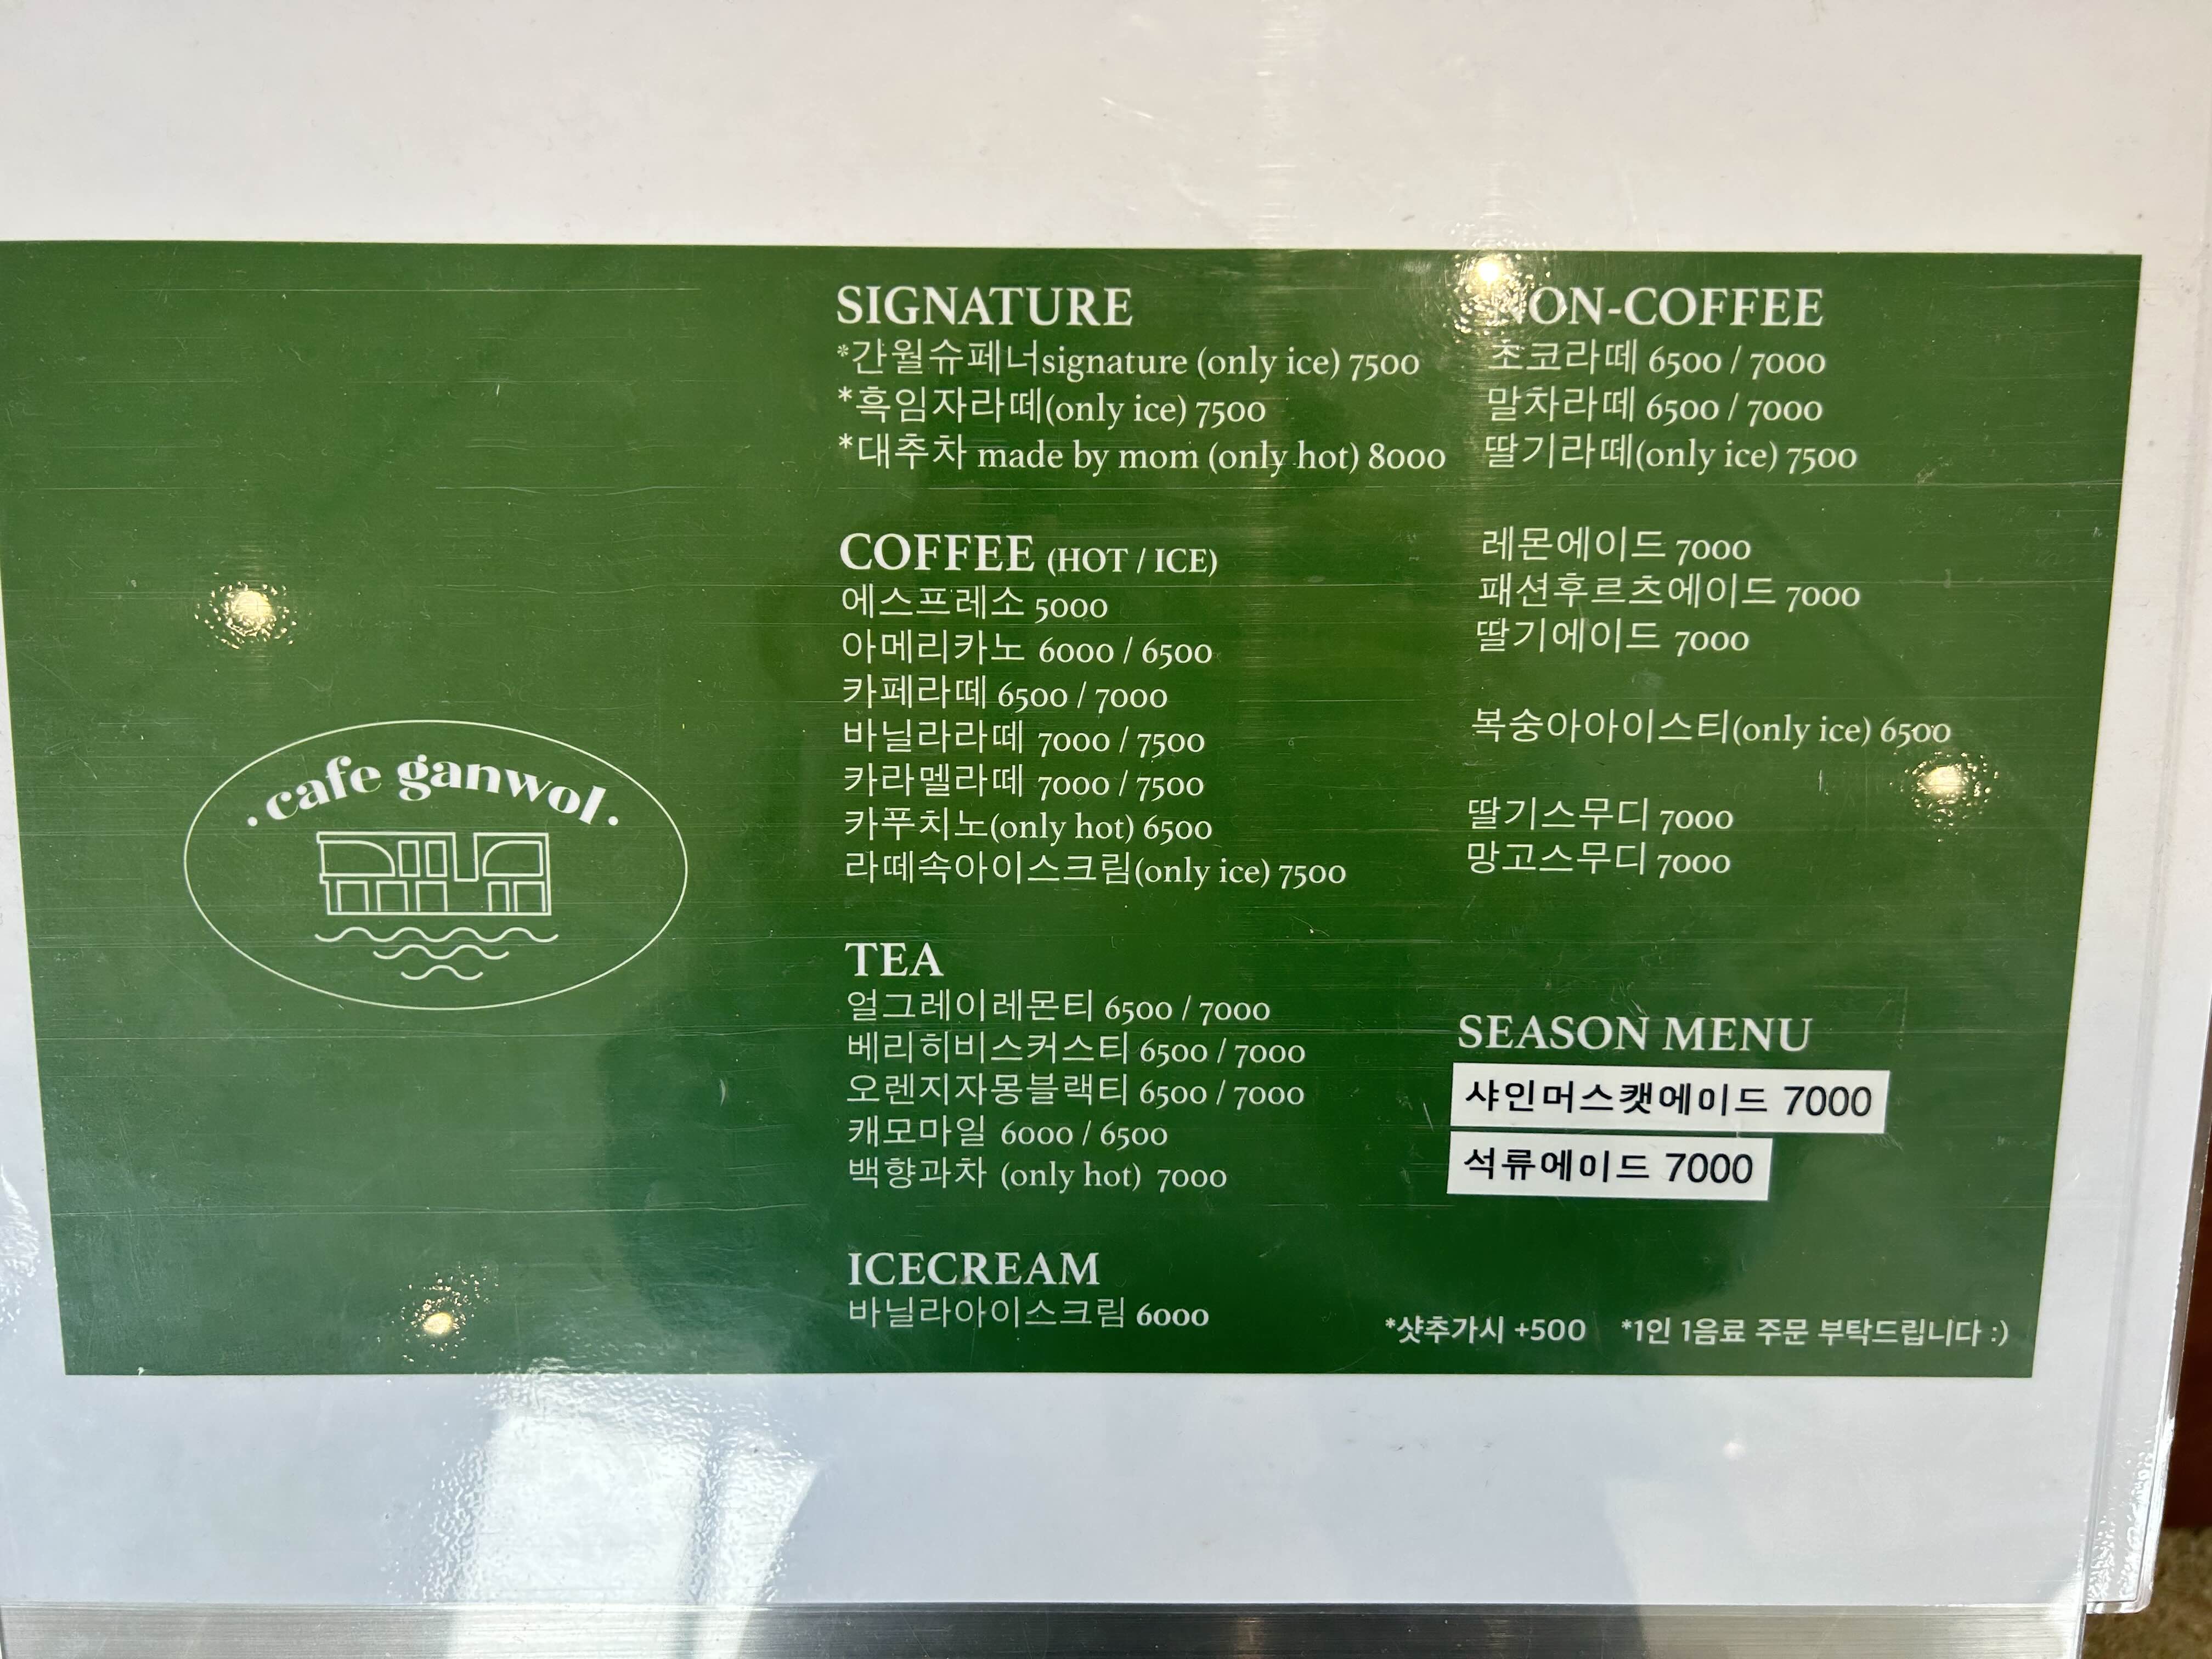 cafe ganwol
SIGNATURE
*간월슈페너signature (only ice) 7500
*흑임자라떼(only ice) 7500
*대추차 made by mom (only hot) 8000
COFFEE (HOT / ICE)
에스프레소 5000
아메리카노 6000 / 6500
카페라떼 6500 / 7000
바닐라라떼 7000 / 7500
카라멜라떼 7000 / 7500
카푸치노(only hot) 6500
라떼속아이스크림(only ice) 7500
TEA
얼그레이레몬티 6500 / 7000
베리히비스커스티 6500 / 7000
오렌지자몽블랙티 6500 / 7000
캐모마일 6000 / 6500
백향과차 (only hot) 7000
ICECREAM
바닐라아이스크림 6000
NON-COFFEE
초코라떼 6500 / 7000
말차라떼 6500 / 7000
딸기라떼(only ice) 7500
레몬에이드 7000
패션후르츠에이드 7000
딸기에이드 7000
복숭아아이스티(only ice) 6500
딸기스무디 7000
망고스무디 7000
SEASON MENU
샤인머스캣에이드 7000
석류에이드 7000
*샷추가시 +500 *1인 1음료 주문 부탁드립니다 :)